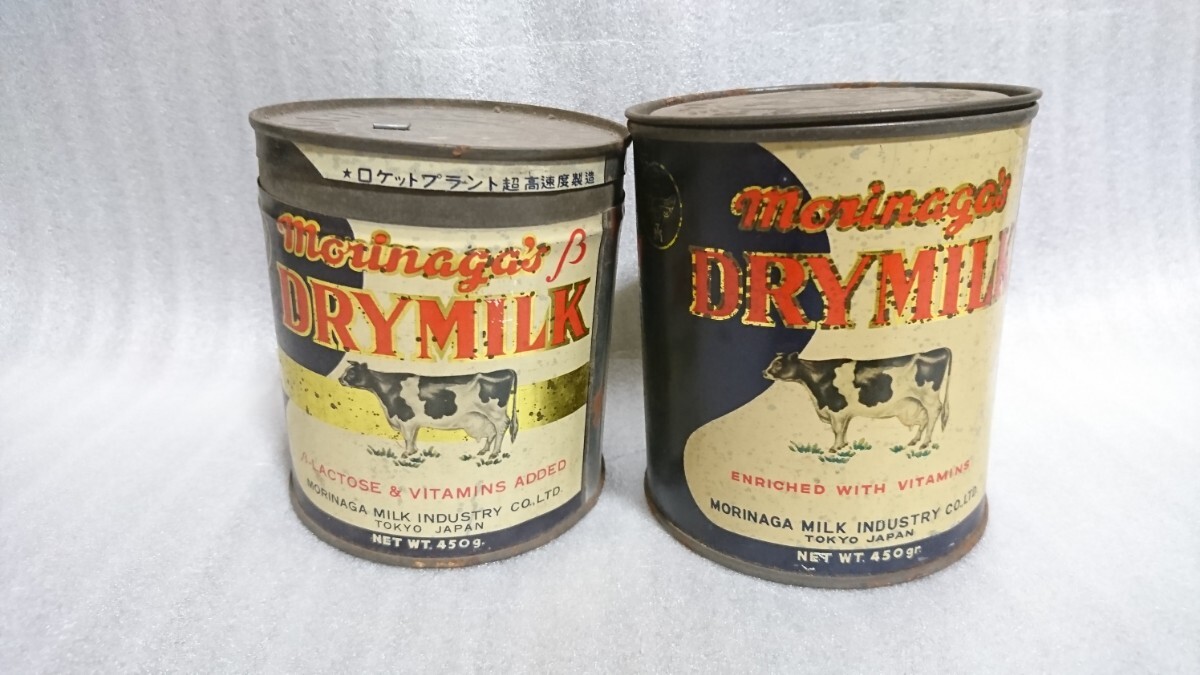 ★ロケットプラント超高速度製造
Morinaga's β
DRYMILK
β-LACTOSE & VITAMINS ADDED
MORINAGA MILK INDUSTRY CO.,LTD.
TOKYO JAPAN
NET WT. 450g.
Morinaga's
DRYMILK
ENRICHED WITH VITAMINS
MORINAGA MILK INDUSTRY CO.,LTD.
TOKYO JAPAN
NET WT. 450gr.